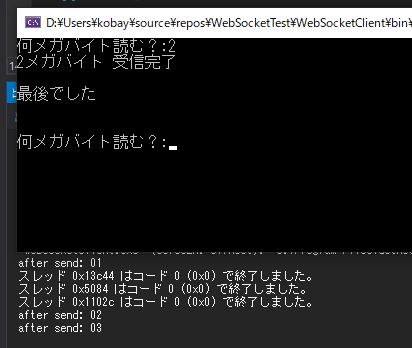 D:¥Users¥kobay¥source¥repos¥WebSocketTest¥WebSocketClient¥bin¥
何メガバイト読む？:2
2メガバイト 受信完了
最後でした
何メガバイト読む？:
after send: 01
スレッド 0x13c44 はコード 0 (0x0) で終了しました。
スレッド 0x5084 はコード 0 (0x0) で終了しました。
スレッド 0x1102c はコード 0 (0x0) で終了しました。
after send: 02
after send: 03